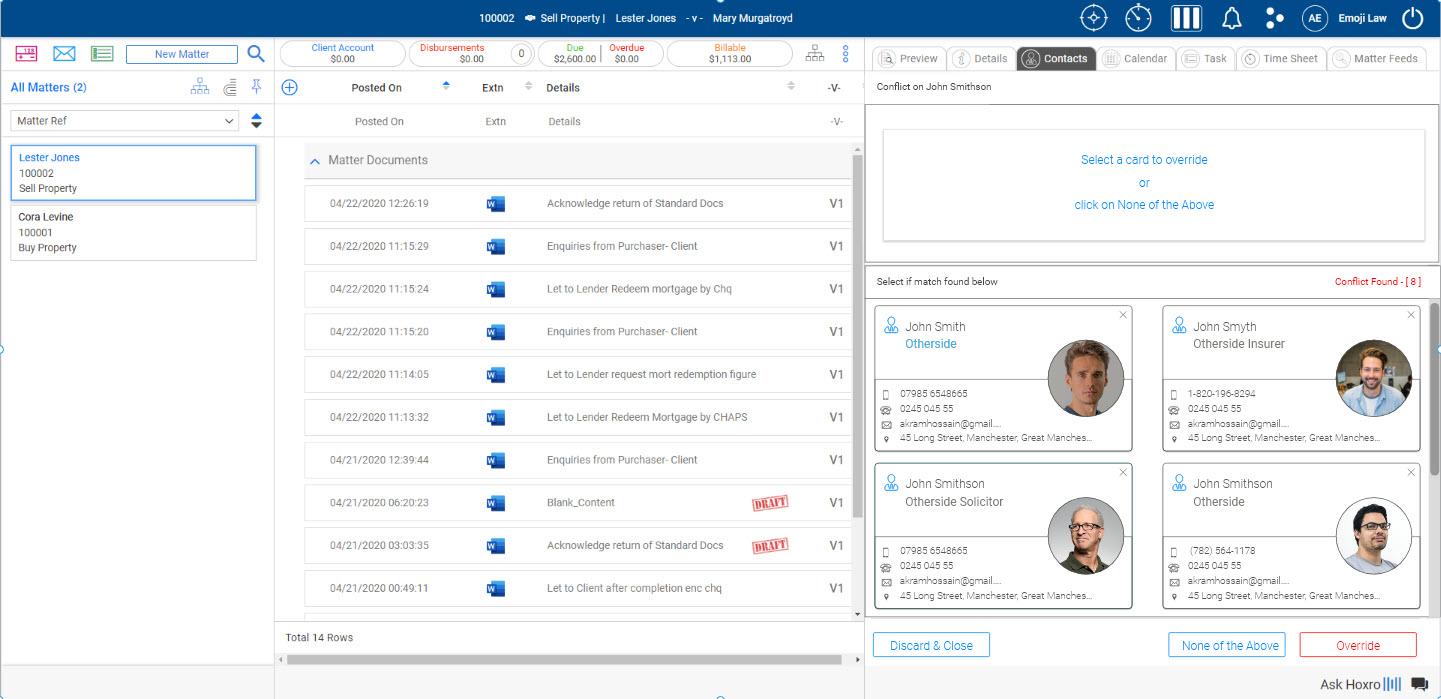 100002 Sell Property | Lester Jones - v - Mary Murgatroyd
AE Emoji Law
New Matter
Client Account
$0.00
Disbursements
$0.00
0
Due
$2,600.00
Overdue
$0.00
Billable
$1,113.00
Preview
Details
Contacts
Calendar
Task
Time Sheet
Matter Feeds
All Matters (2)
Matter Ref
Lester Jones
100002
Sell Property
Cora Levine
100001
Buy Property
Posted On Extn Details -V-
Posted On Extn Details -V-
Matter Documents
04/22/2020 12:26:19 Acknowledge return of Standard Docs V1
04/22/2020 11:15:29 Enquiries from Purchaser- Client V1
04/22/2020 11:15:24 Let to Lender Redeem mortgage by Chq V1
04/22/2020 11:15:20 Enquiries from Purchaser- Client V1
04/22/2020 11:14:05 Let to Lender request mort redemption figure V1
04/22/2020 11:13:32 Let to Lender Redeem Mortgage by CHAPS V1
04/21/2020 12:39:44 Enquiries from Purchaser- Client V1
04/21/2020 06:20:23 Blank_Content DRAFT V1
04/21/2020 03:03:35 Acknowledge return of Standard Docs DRAFT V1
04/21/2020 00:49:11 Let to Client after completion enc chq V1
Total 14 Rows
Conflict on John Smithson
Select a card to override
or
click on None of the Above
Select if match found below Conflict Found - [ 8 ]
John Smith
Otherside
07985 6548665
0245 045 55
akramhossain@gmail....
45 Long Street, Manchester, Great Manches...
John Smyth
Otherside Insurer
1-820-196-8294
0245 045 55
akramhossain@gmail....
45 Long Street, Manchester, Great Manches...
John Smithson
Otherside Solicitor
07985 6548665
0245 045 55
akramhossain@gmail....
45 Long Street, Manchester, Great Manches...
John Smithson
Otherside
(782) 564-1178
0245 045 55
akramhossain@gmail....
45 Long Street, Manchester, Great Manches...
Discard & Close
None of the Above
Override
Ask Hoxro